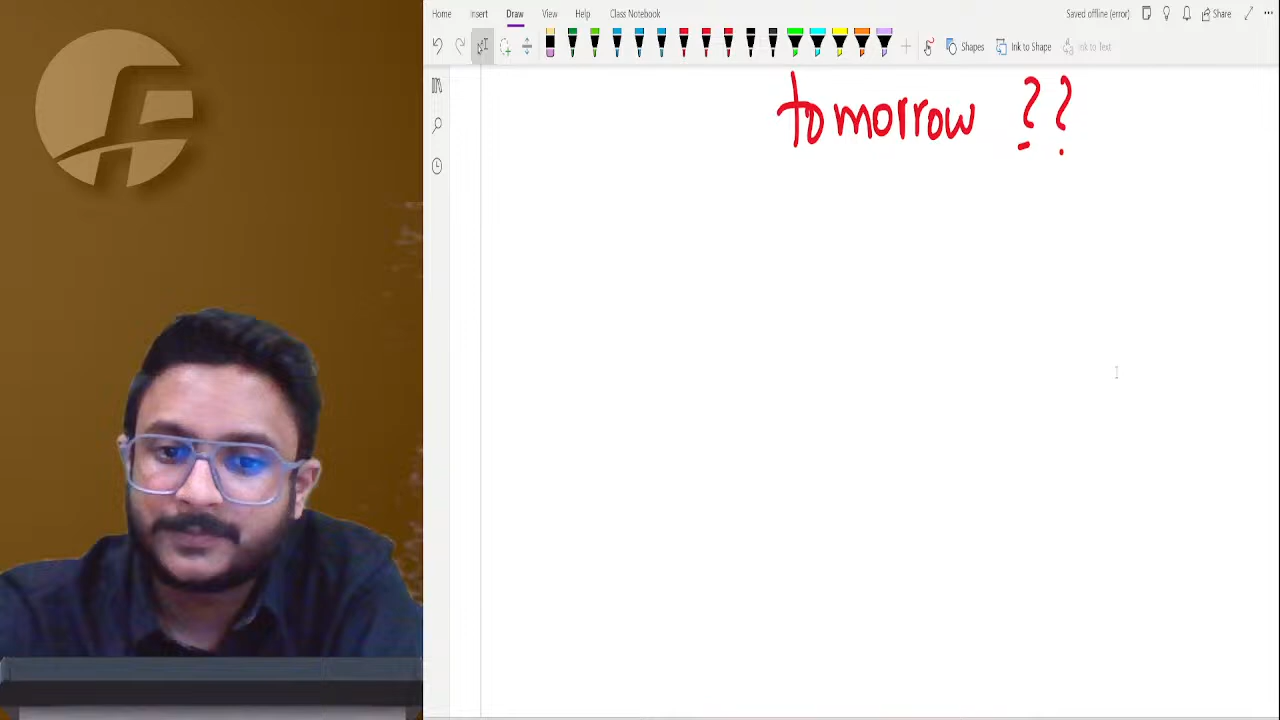 Home Insert Draw View Help Class Notebook Saved offline (error) Share
Shapes Ink to Shape Ink to Text
tomorrow ??